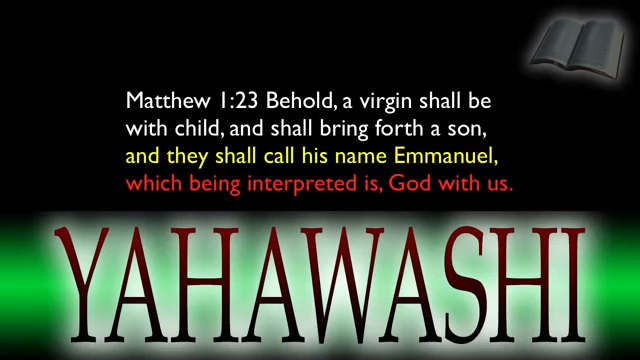 Matthew 1:23 Behold, a virgin shall be
with child, and shall bring forth a son,
and they shall call his name Emmanuel,
which being interpreted is, God with us.
YAHAWASHI